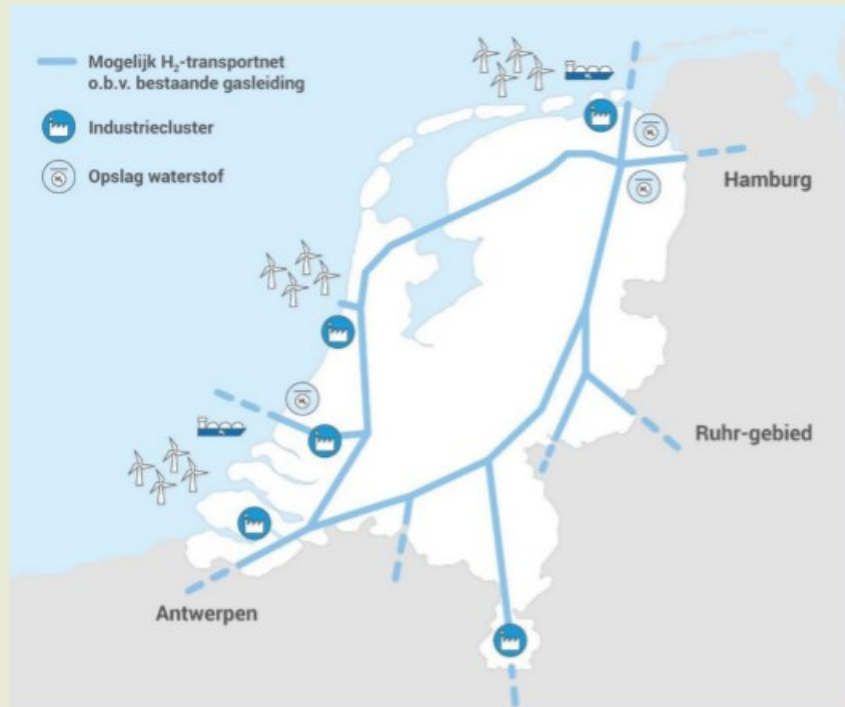 Mogelijk H₂-transportnet
o.b.v. bestaande gasleiding
Industriecluster
Opslag waterstof
Hamburg
Ruhr-gebied
Antwerpen